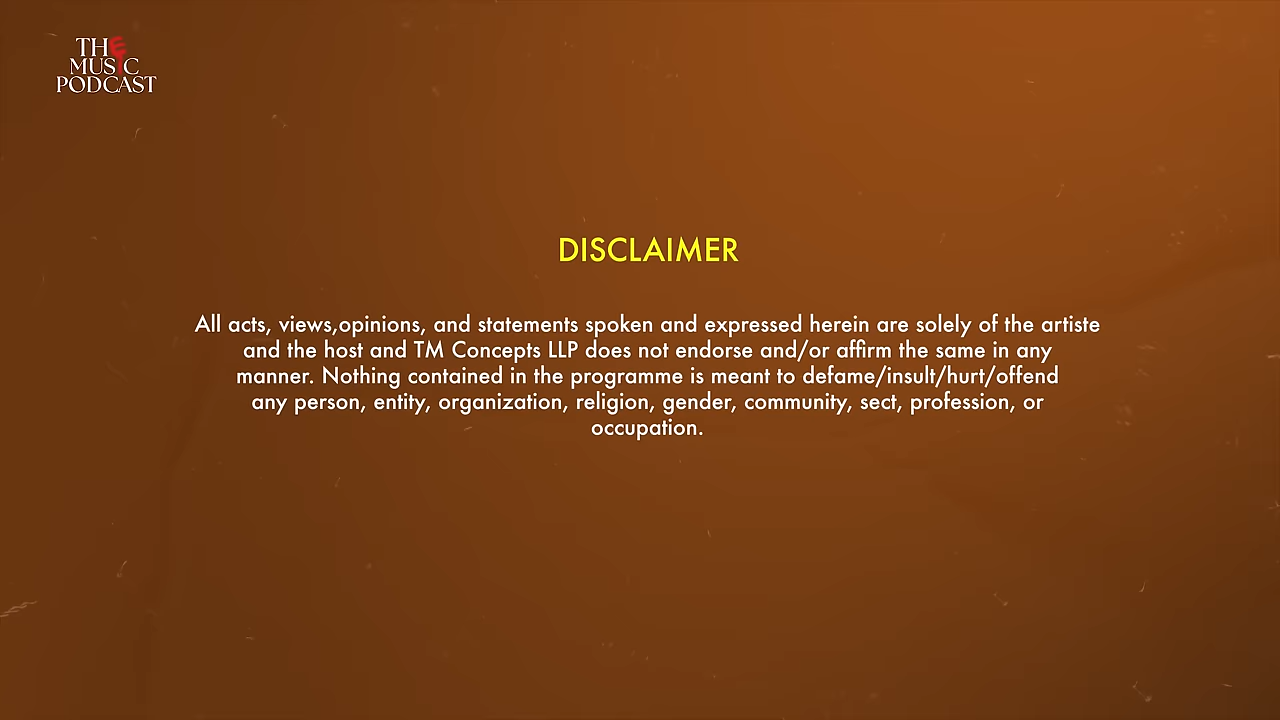 THE
MUSIC
PODCAST
DISCLAIMER
All acts, views,opinions, and statements spoken and expressed herein are solely of the artiste
and the host and TM Concepts LLP does not endorse and/or affirm the same in any
manner. Nothing contained in the programme is meant to defame/insult/hurt/offend
any person, entity, organization, religion, gender, community, sect, profession, or
occupation.